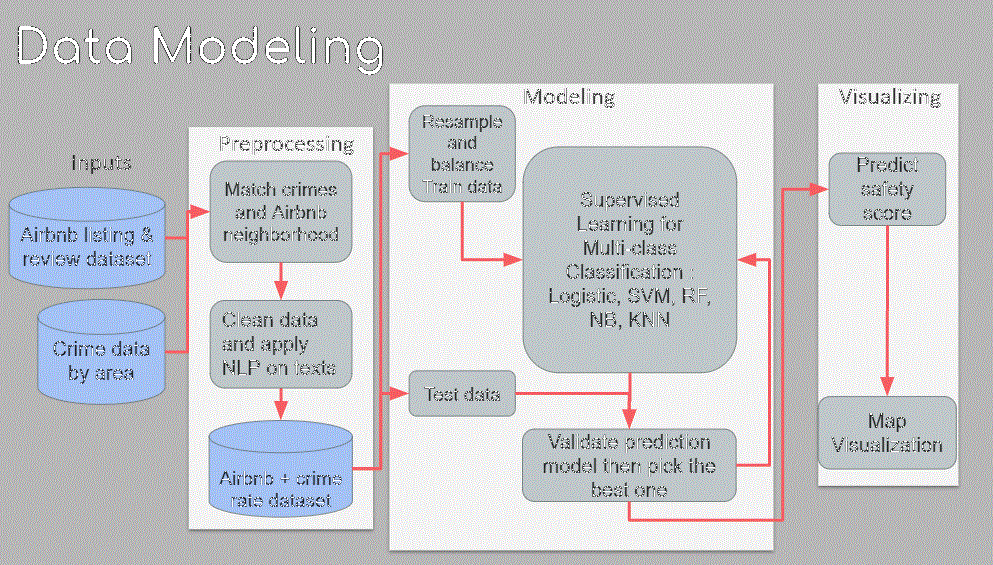 Data Modeling
Inputs
Airbnb listing &
review dataset
Crime data
by area
Preprocessing
Match crimes
and Airbnb
neighborhood
Clean data
and apply
NLP on texts
Airbnb + crime
rate dataset
Modeling
Resample
and
balance
Train data
Test data
Supervised
Learning for
Multi-class
Classification :
Logistic, SVM, RF,
NB, KNN
Validate prediction
model then pick the
best one
Visualizing
Predict
safety
score
Map
Visualization